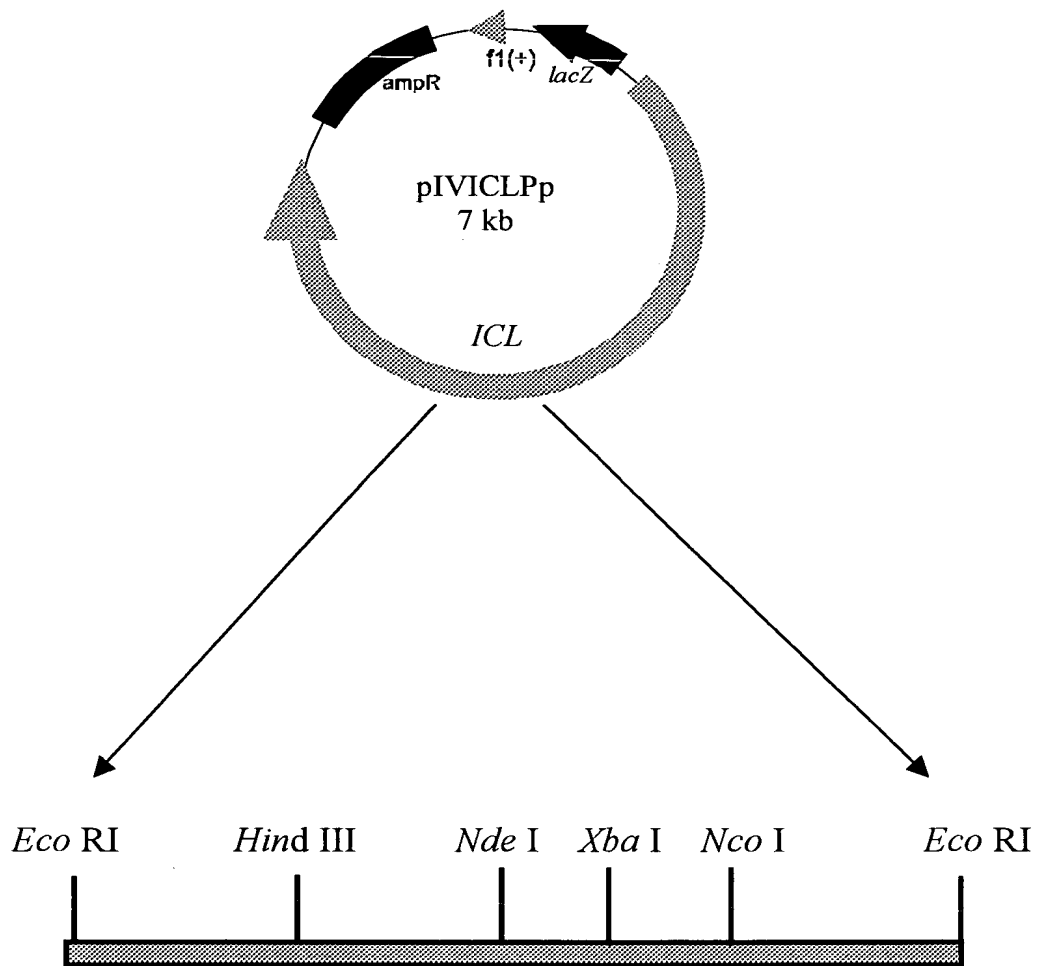 f1(+)
lacZ
ampR
pIVICLPp
7 kb
ICL
Eco RI Hind III Nde I Xba I Nco I Eco RI